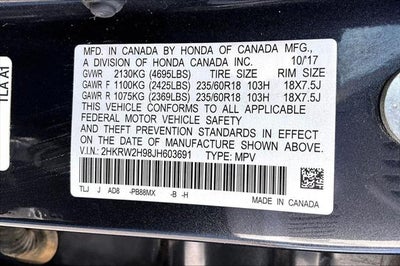 MFD. IN CANADA BY HONDA OF CANADA MFG.,
A DIVISION OF HONDA CANADA INC. 10/17
GVWR 2130KG (4695LBS) TIRE SIZE RIM SIZE
GAWR F 1100KG (2425LBS) 235/60R18 103H 18X7.5J
GAWR R 1075KG (2369LBS) 235/60R18 103H 18X7.5J
THIS VEHICLE CONFORMS TO ALL APPLICABLE
FEDERAL MOTOR VEHICLE SAFETY
AND THEFT PREVENTION STANDARDS IN EFFECT
ON THE DATE OF MANUFACTURE SHOWN ABOVE.
V.I.N: 2HKRW2H98JH603691 TYPE: MPV
TLJ J AD8 -PB88MX -B -H
MADE IN CANADA
TLA A1